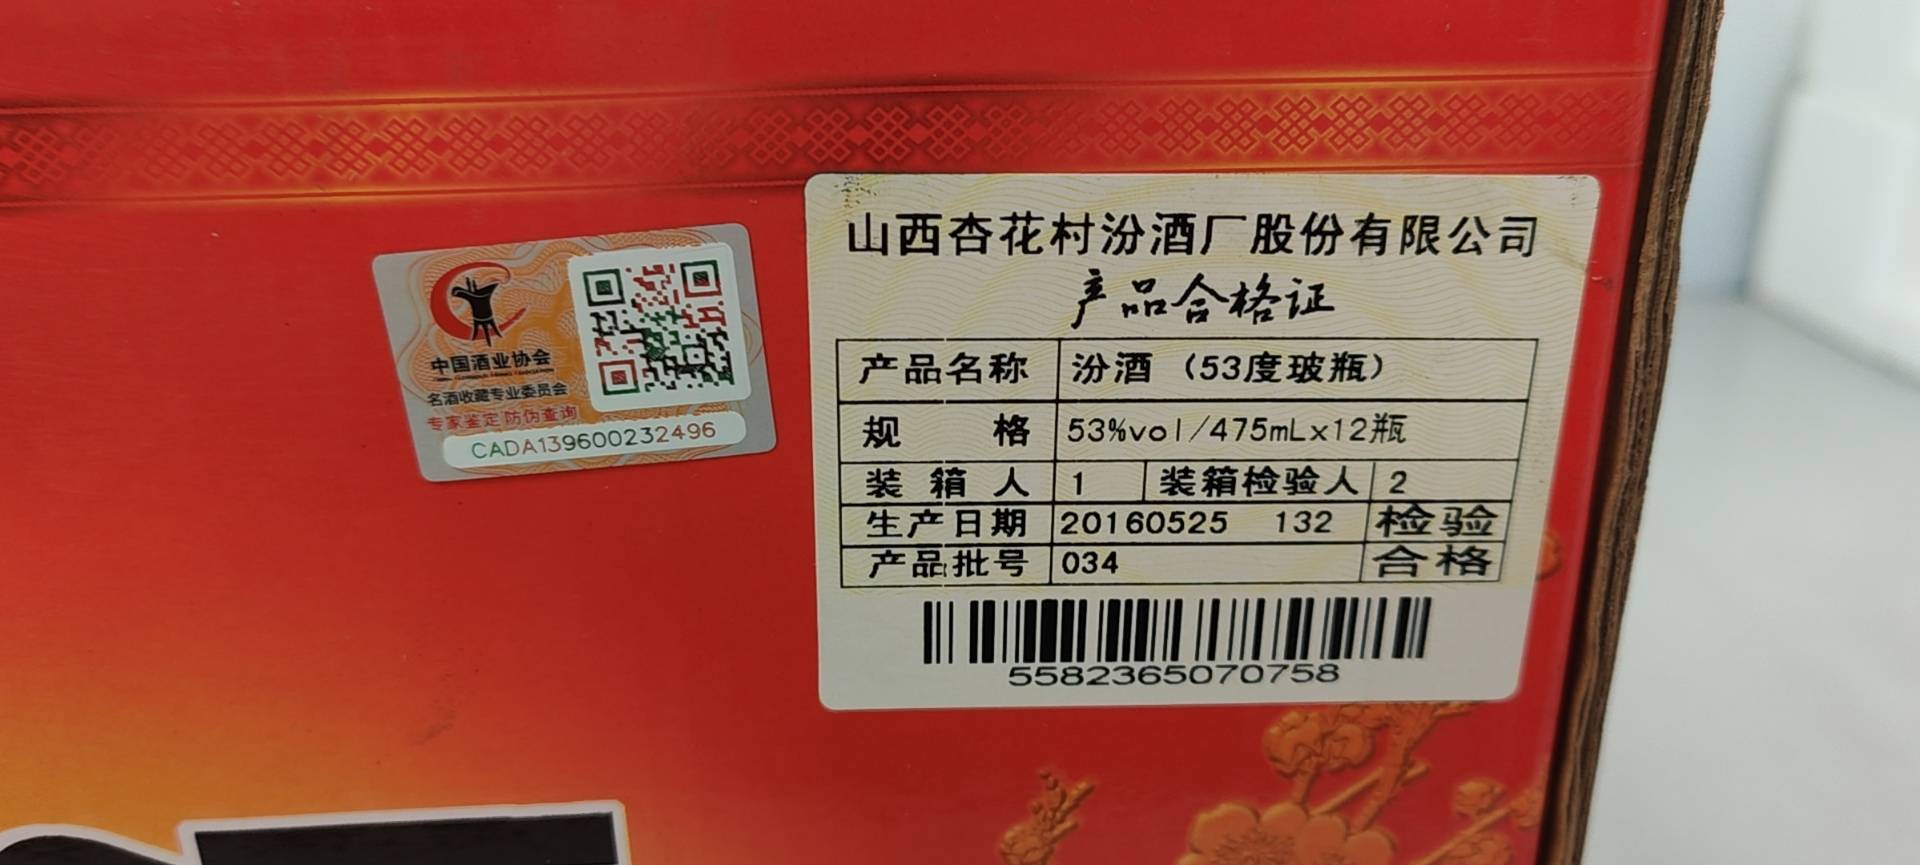 中国酒业协会
名酒收藏专业委员会
专家鉴定 防伪查询
CADA139600232496
山西杏花村汾酒厂股份有限公司
产品合格证
产品名称 汾酒（53度玻瓶）
规 格 53%vol/475mLx12瓶
装箱人 1 装箱检验人 2
生产日期 20160525 132 检验
产品批号 034 合格
5582365070758